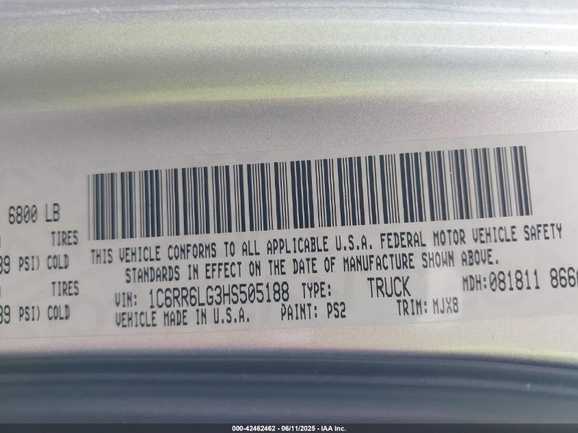 6800 LB
TIRES
89 PSI) COLD
TIRES
89 PSI) COLD
THIS VEHICLE CONFORMS TO ALL APPLICABLE U.S.A. FEDERAL MOTOR VEHICLE SAFETY
STANDARDS IN EFFECT ON THE DATE OF MANUFACTURE SHOWN ABOVE.
VIN: 1C6RR6LG3HS505188 TYPE: TRUCK MDH: 081811 866
VEHICLE MADE IN U.S.A. PAINT: PS2 TRIM: MJX8
000-42462462 - 06/11/2025 - IAA Inc.